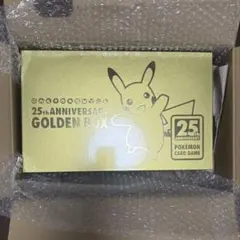 25th ANNIVERSARY
GOLDEN BOX
25
POKÉMON
CARD GAME